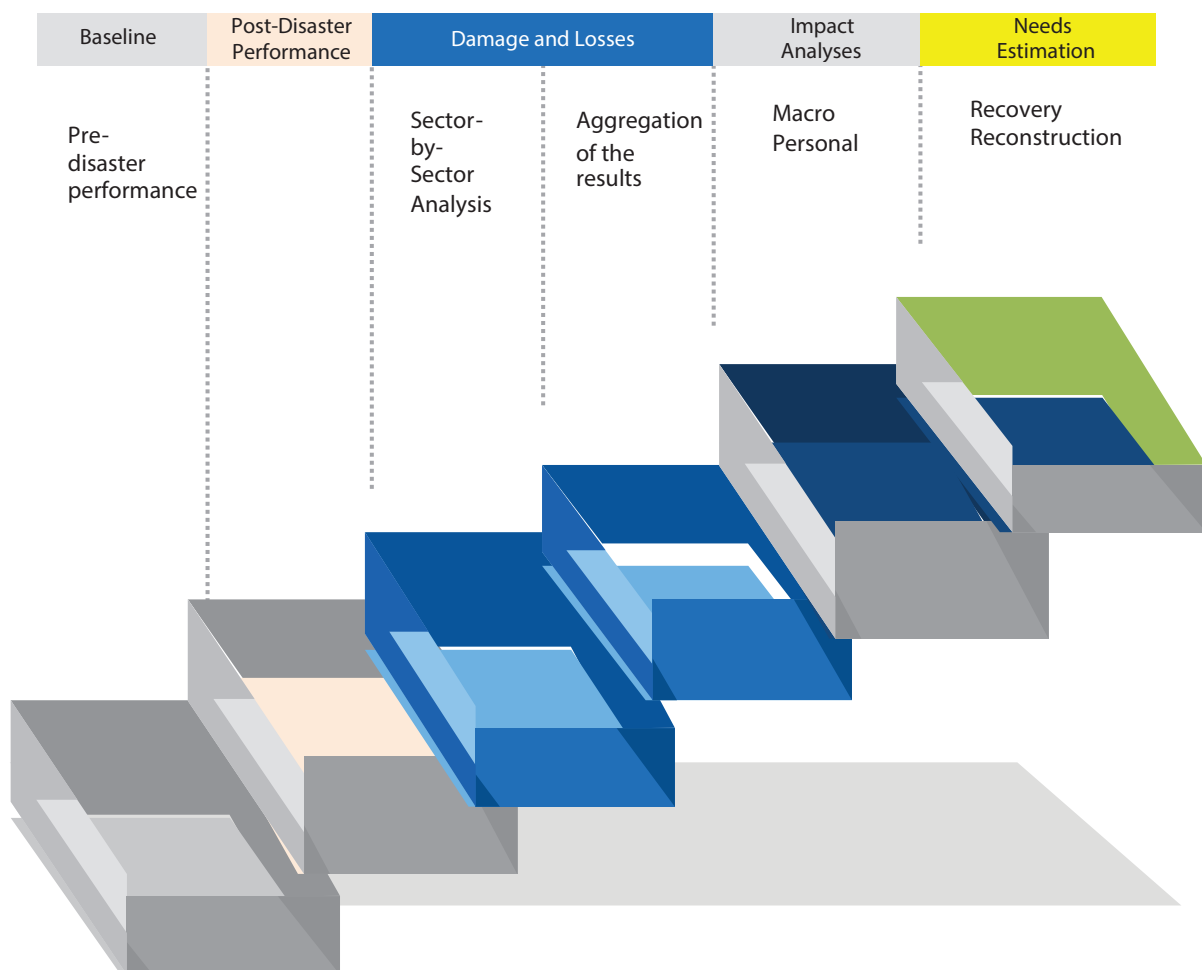 Baseline
Post-Disaster
Performance
Damage and Losses
Impact
Analyses
Needs
Estimation
Pre-
disaster
performance
Sector-
by-
Sector
Analysis
Aggregation
of the
results
Macro
Personal
Recovery
Reconstruction